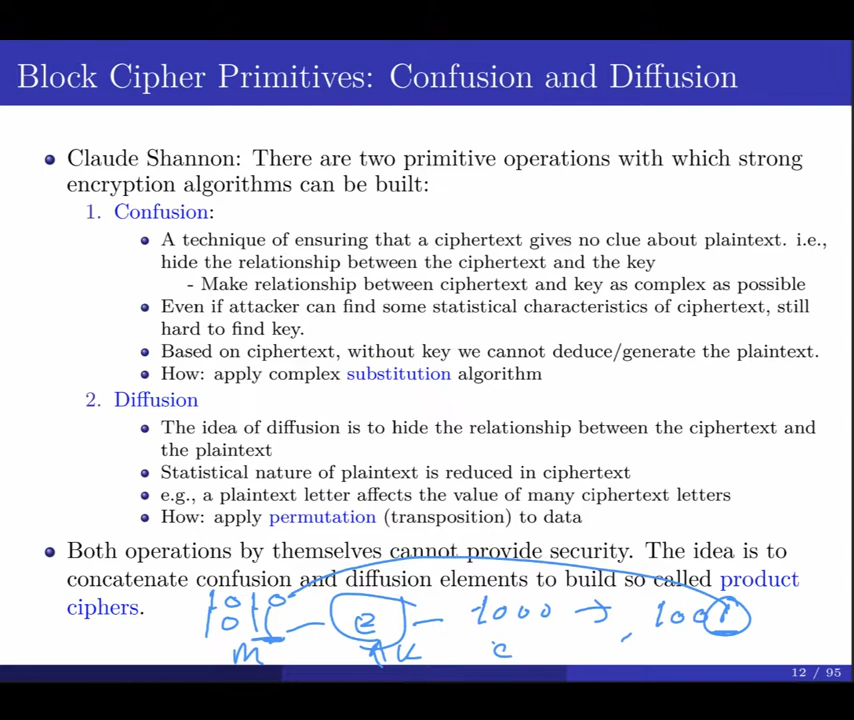 Block Cipher Primitives: Confusion and Diffusion
Claude Shannon: There are two primitive operations with which strong
encryption algorithms can be built:
1. Confusion:
A technique of ensuring that a ciphertext gives no clue about plaintext. i.e.,
hide the relationship between the ciphertext and the key
- Make relationship between ciphertext and key as complex as possible
Even if attacker can find some statistical characteristics of ciphertext, still
hard to find key.
Based on ciphertext, without key we cannot deduce/generate the plaintext.
How: apply complex substitution algorithm
2. Diffusion
The idea of diffusion is to hide the relationship between the ciphertext and
the plaintext
Statistical nature of plaintext is reduced in ciphertext
e.g., a plaintext letter affects the value of many ciphertext letters
How: apply permutation (transposition) to data
Both operations by themselves cannot provide security. The idea is to
concatenate confusion and diffusion elements to build so called product
ciphers.
1010
2 1000 → 1001
M K C
12 / 95